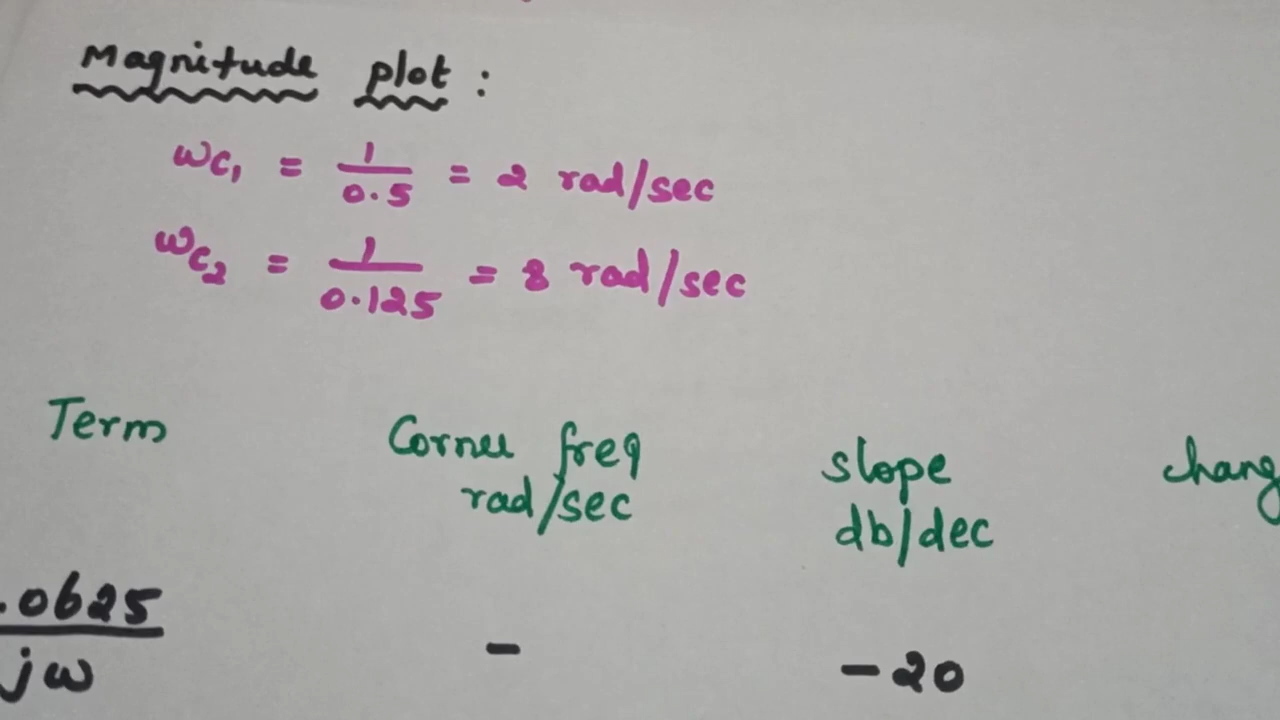 Magnitude plot :
ωc₁ = 1/0.5 = 2 rad/sec
ωc₂ = 1/0.125 = 8 rad/sec
Term Corner freq rad/sec slope db/dec chang
.0625/jω - -20